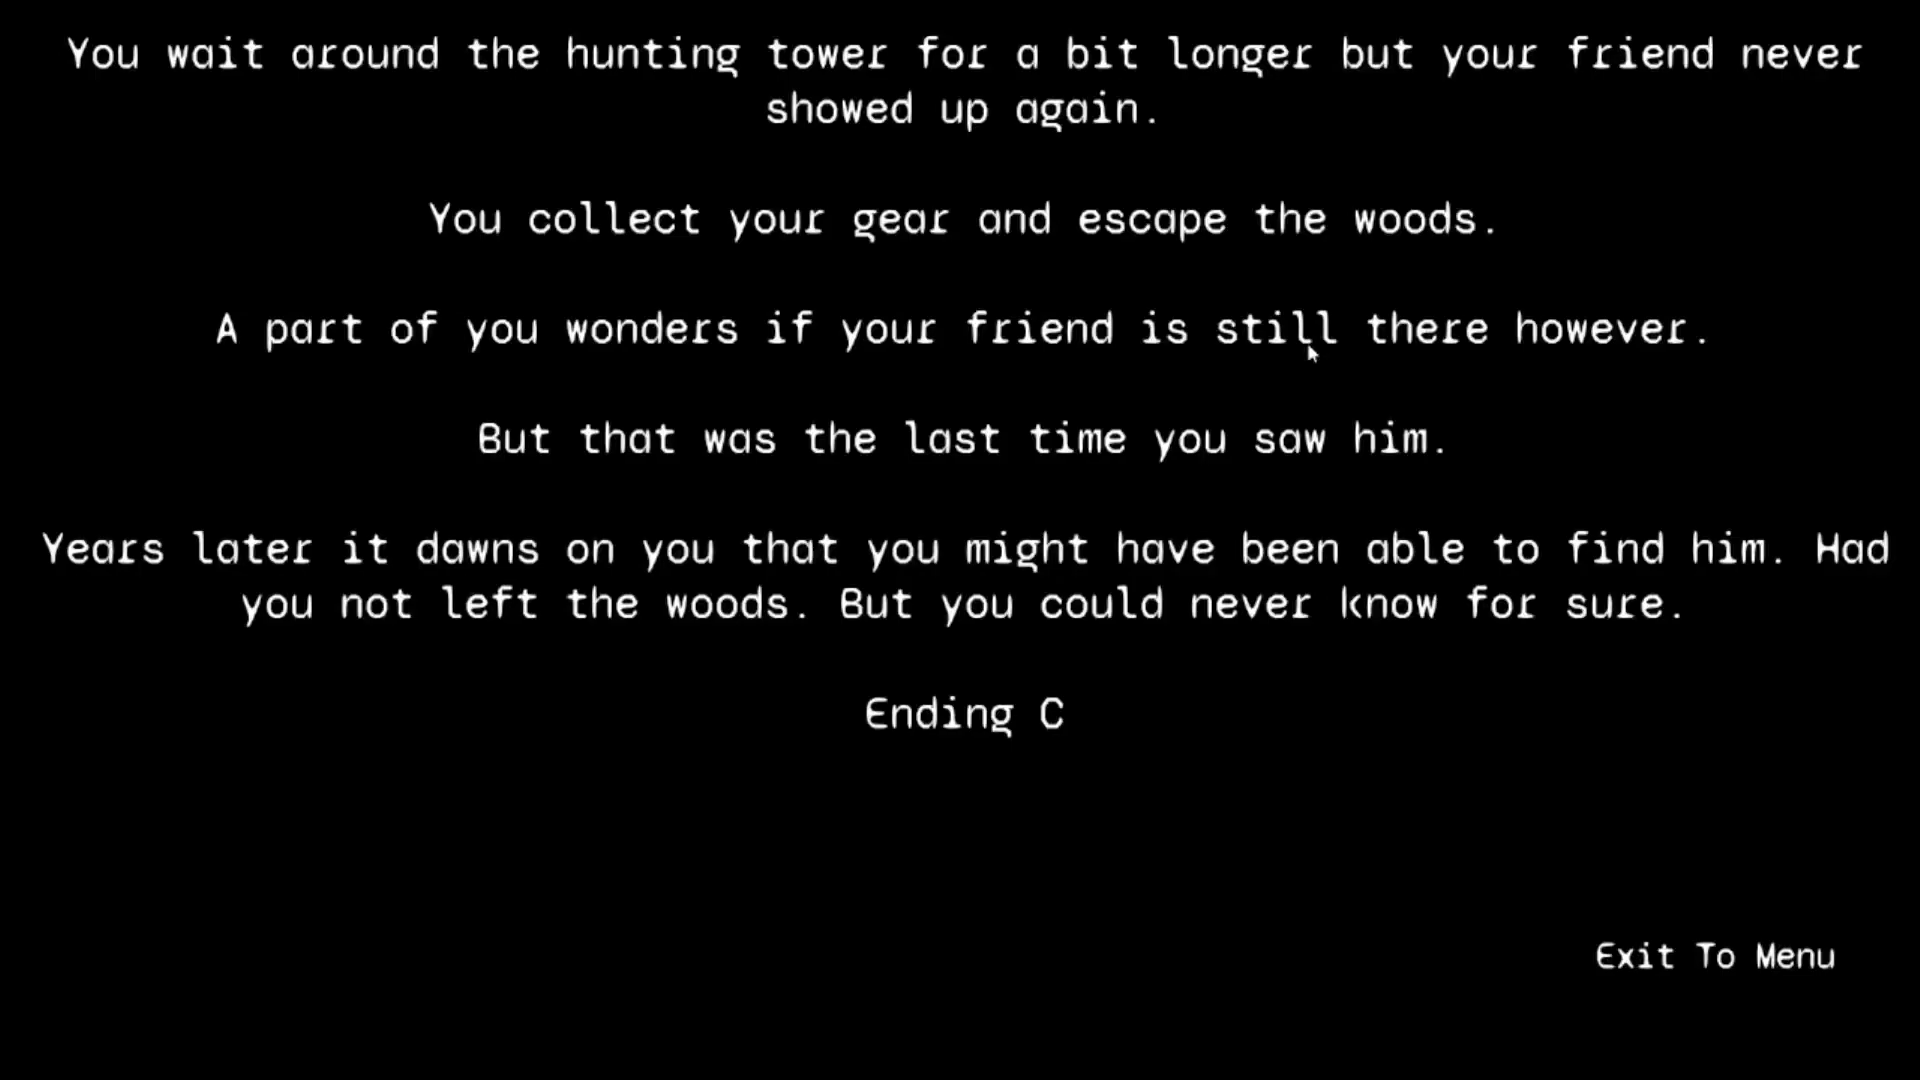 You wait around the hunting tower for a bit longer but your friend never
showed up again.
You collect your gear and escape the woods.
A part of you wonders if your friend is still there however.
But that was the last time you saw him.
Years later it dawns on you that you might have been able to find him. Had
you not left the woods. But you could never know for sure.
Ending C
Exit To Menu